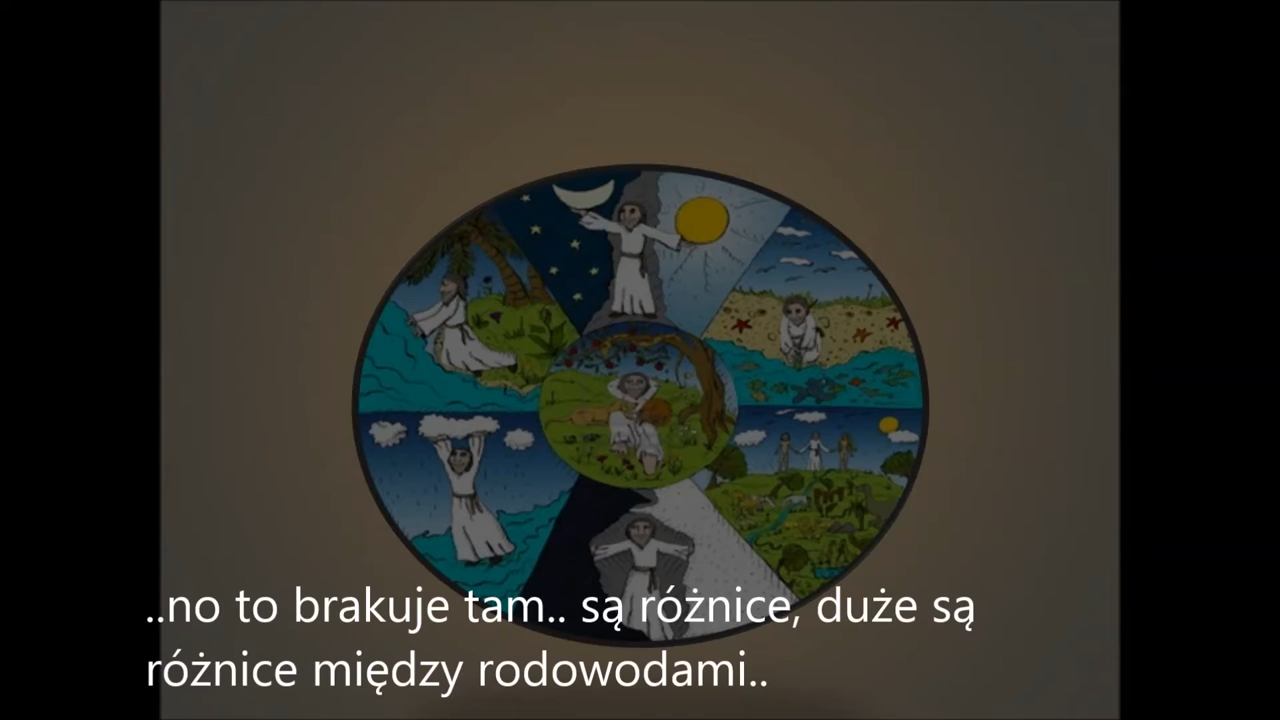 ..no to brakuje tam.. są różnice, duże są
różnice między rodowodami..